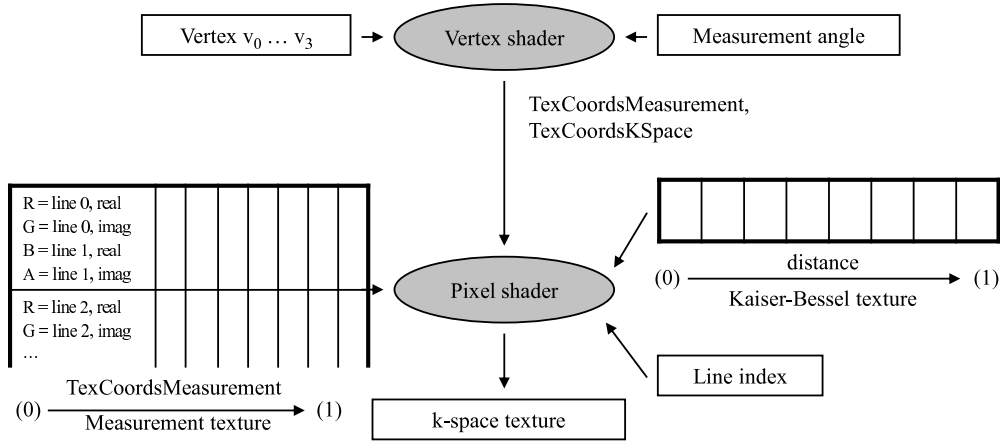 Vertex v0 … v3
Vertex shader
Measurement angle
TexCoordsMeasurement,
TexCoordsKSpace
R = line 0, real
G = line 0, imag
B = line 1, real
A = line 1, imag
R = line 2, real
G = line 2, imag
…
TexCoordsMeasurement
(0) (1)
Measurement texture
Pixel shader
distance
(0) (1)
Kaiser-Bessel texture
Line index
k-space texture